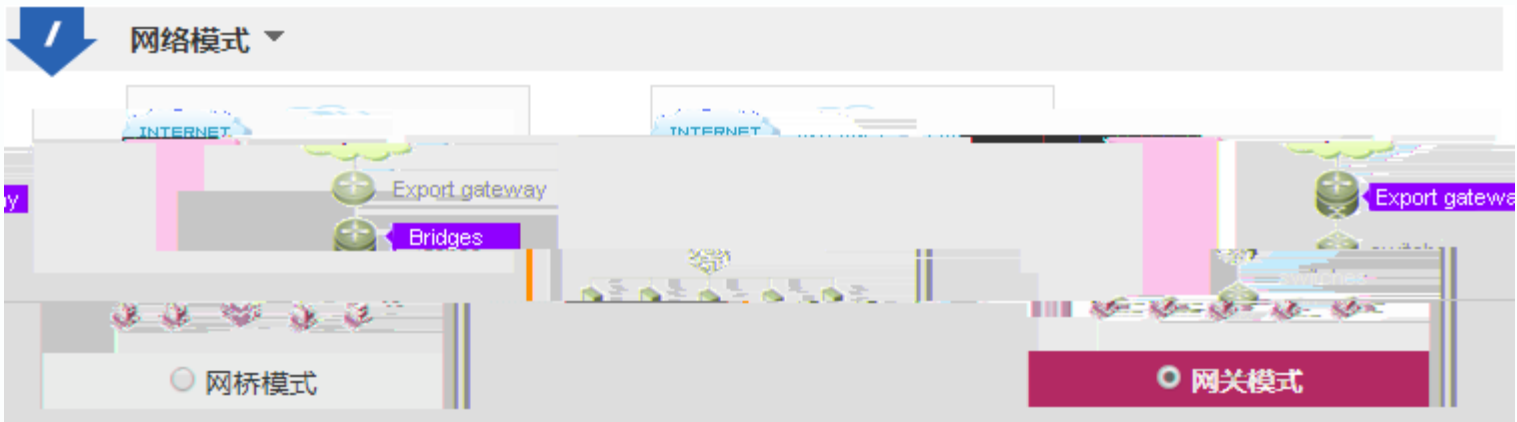 网络模式
INTERNET
INTERNET
Export gateway
Export gatewa
Bridges
网桥模式
网关模式